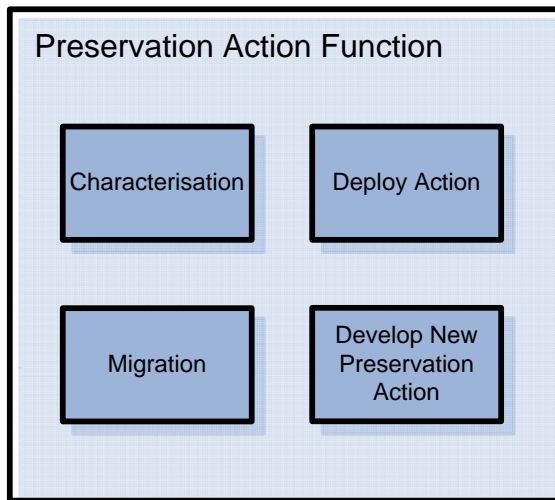 Preservation Action Function
Characterisation
Deploy Action
Migration
Develop New
Preservation
Action